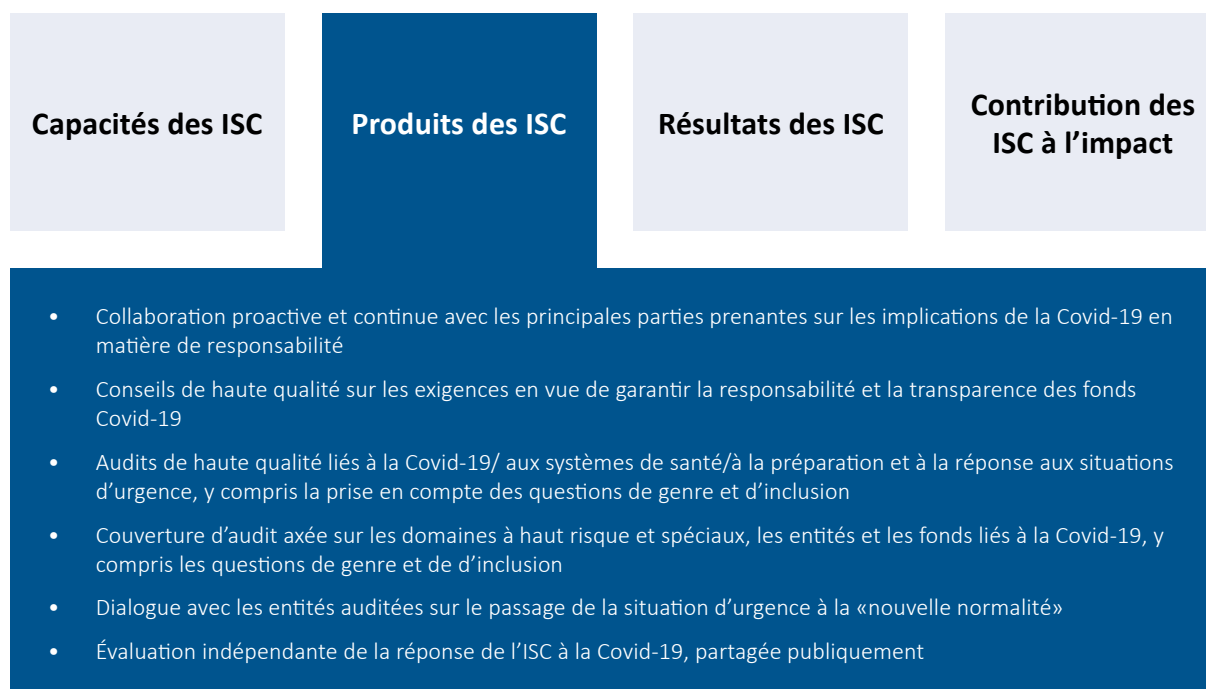 Capacités des ISC
Produits des ISC
Résultats des ISC
Contribution des
ISC à l’impact
• Collaboration proactive et continue avec les principales parties prenantes sur les implications de la Covid-19 en
matière de responsabilité
• Conseils de haute qualité sur les exigences en vue de garantir la responsabilité et la transparence des fonds
Covid-19
• Audits de haute qualité liés à la Covid-19/ aux systèmes de santé/à la préparation et à la réponse aux situations
d’urgence, y compris la prise en compte des questions de genre et d’inclusion
• Couverture d’audit axée sur les domaines à haut risque et spéciaux, les entités et les fonds liés à la Covid-19, y
compris les questions de genre et de d’inclusion
• Dialogue avec les entités auditées sur le passage de la situation d’urgence à la «nouvelle normalité»
• Évaluation indépendante de la réponse de l’ISC à la Covid-19, partagée publiquement